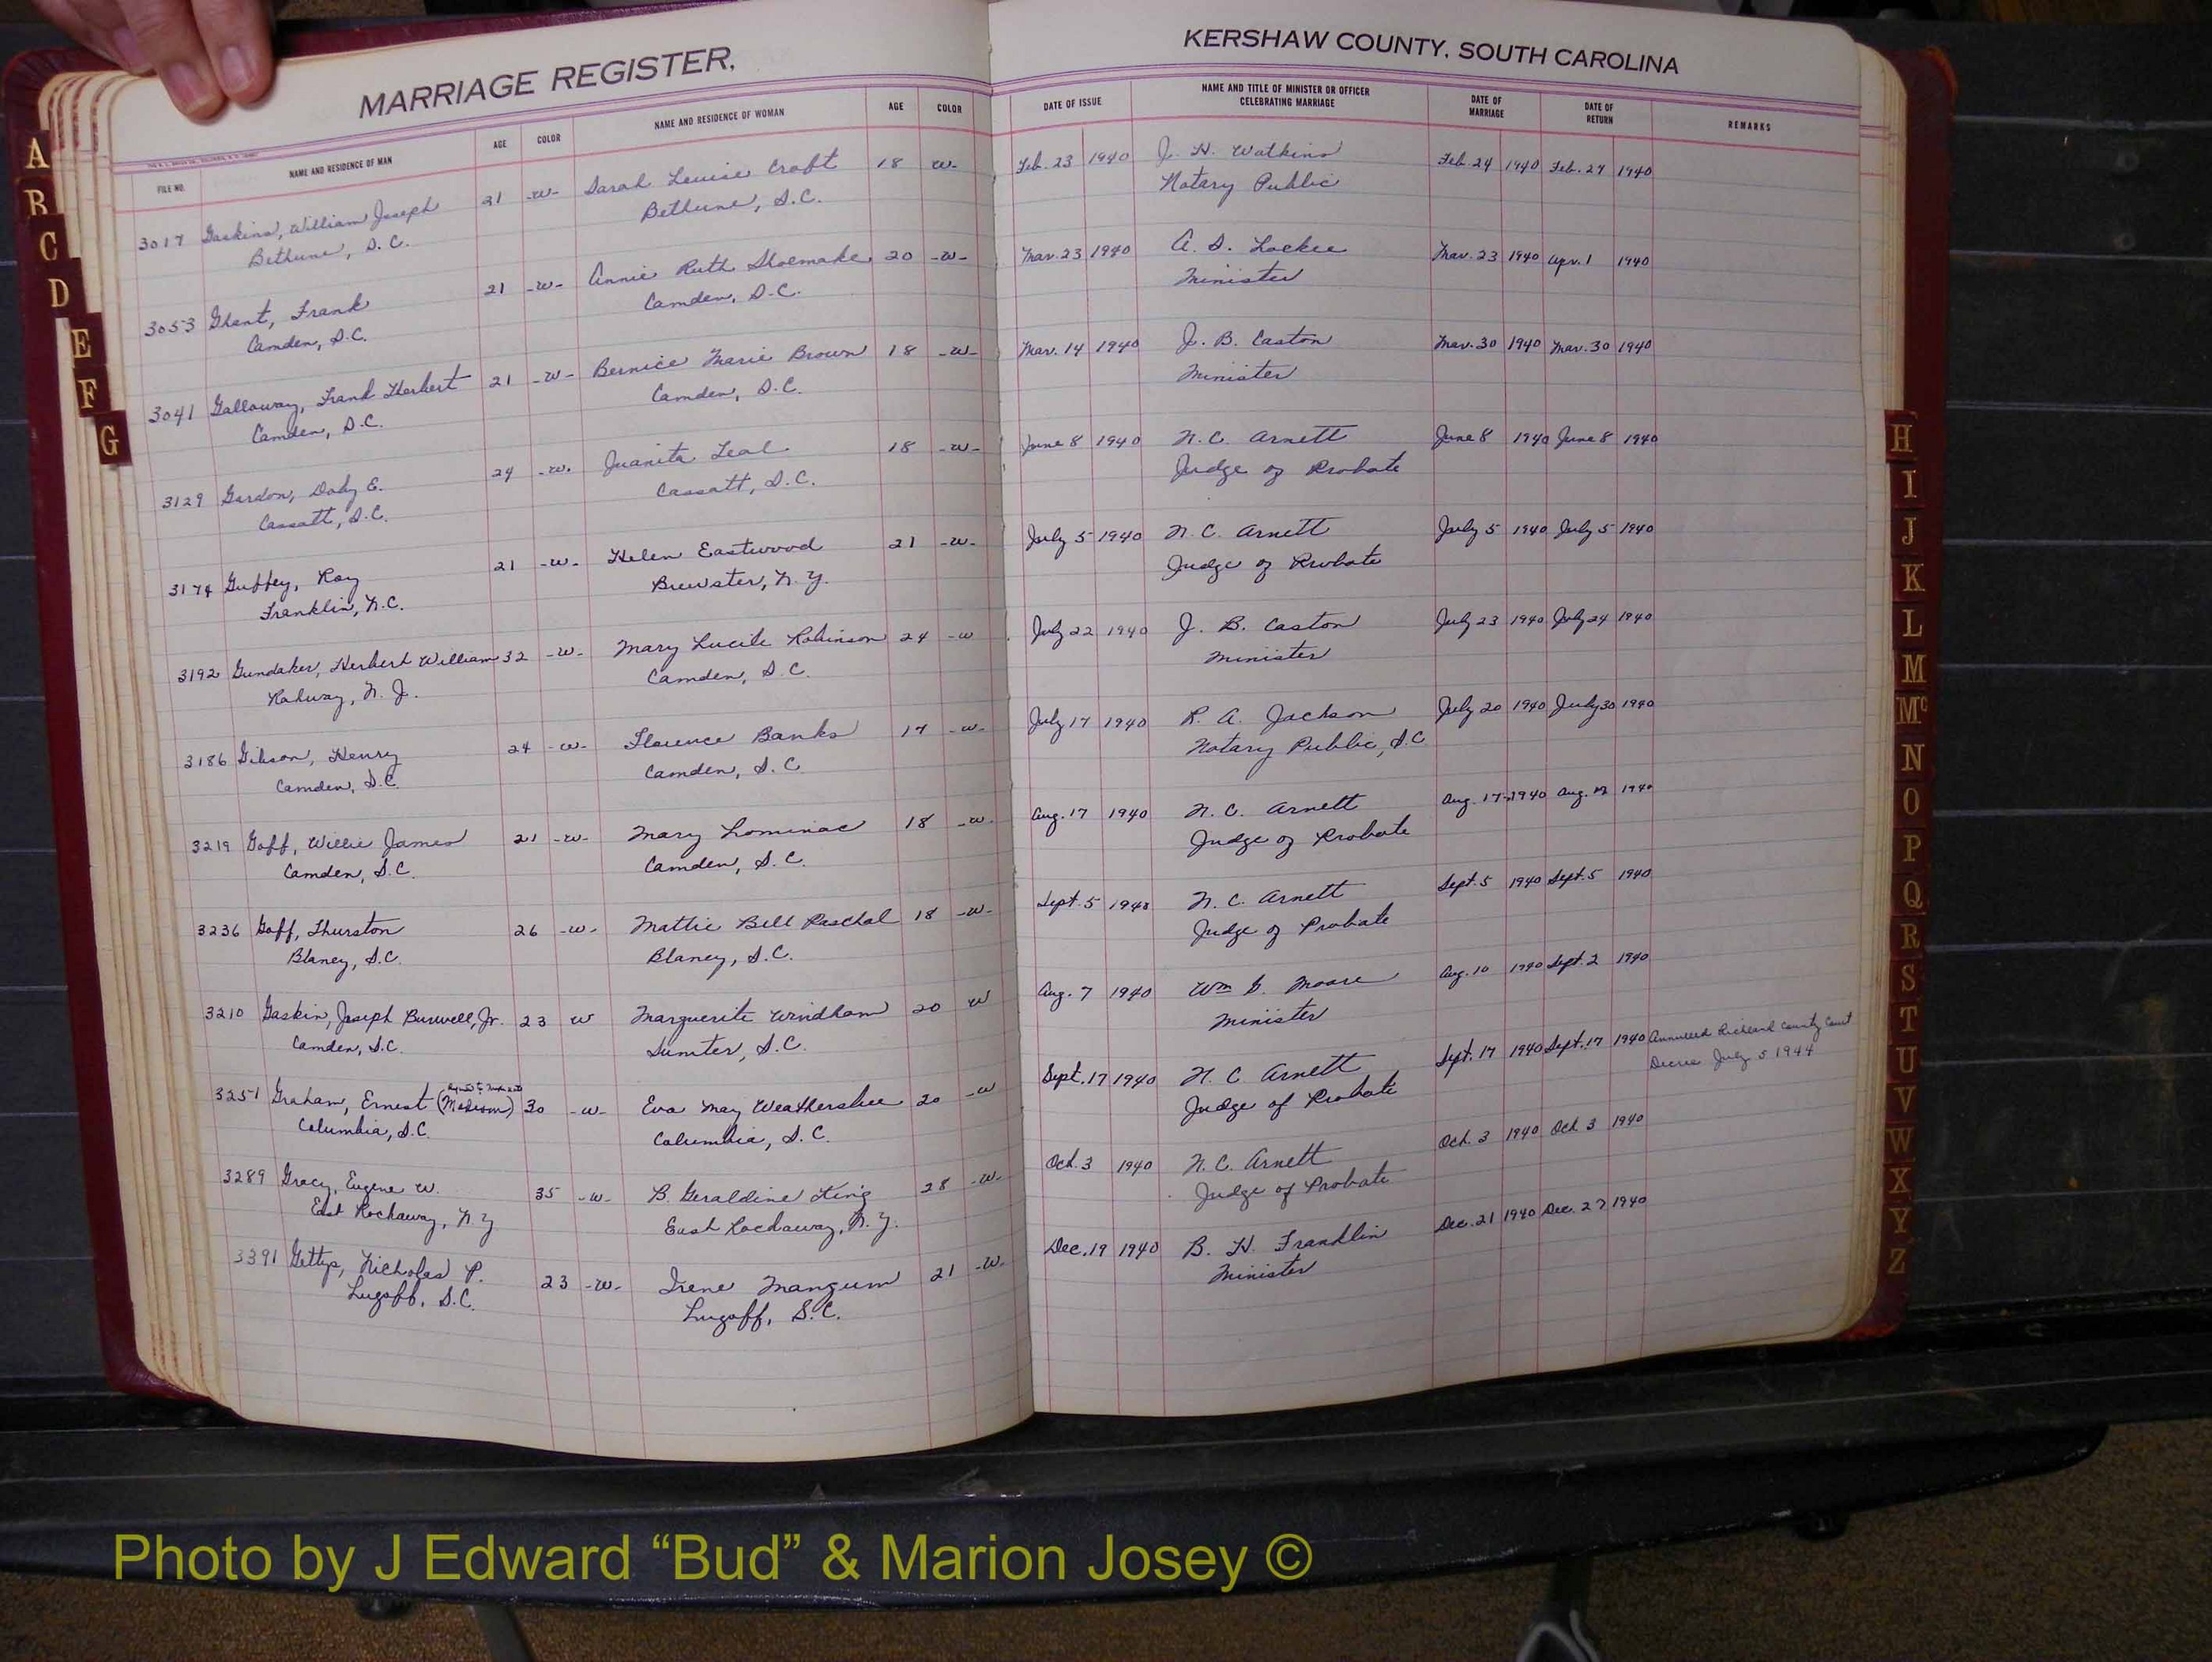 MARRIAGE REGISTER,
FILE NO. NAME AND RESIDENCE OF MAN AGE COLOR NAME AND RESIDENCE OF WOMAN AGE COLOR
3017 Gaskins, William Joseph 21 -W- Sarah Louise Croft 18 W-
Bethune, S.C. Bethune, S.C.
3053 Ghent, Frank 21 -W- Annie Ruth Shoemake 20 -W-
Camden, S.C. Camden, S.C.
3041 Galloway, Frank Herbert 21 -W- Bernice Marie Brown 18 -W-
Camden, S.C. Camden, S.C.
3129 Gardon, E. 24 -W- Juanita Teal 18 -W-
Cassatt, S.C. Cassatt, S.C.
3174 Guffey, Roy 21 -W- Helen Eastwood 21 -W-
Franklin, N.C. Brewster, N.Y.
3192 Gundaker, Herbert William 32 -W- Mary Lucile Robinson 24 -W
Rahway, N.J. Camden, S.C.
3186 Gibson, Henry 24 -W- Florence Banks 17 -W-
Camden, S.C. Camden, S.C.
3219 Goff, Willie James 21 -W- Mary Lominac 18 -W-
Camden, S.C. Camden, S.C.
3236 Goff, Thurston 26 -W- Mattie Bell Paschal 18 -W-
Blaney, S.C. Blaney, S.C.
3210 Gaskin, Joseph Burwell, Jr. 23 W Marguerite Windham 20 W
Camden, S.C. Sumter, S.C.
3251 Graham, Ernest 30 -W- Eva May Weathersbee 20 -W
Columbia, S.C. Columbia, S.C.
3289 Gracy, Eugene W. 35 -W- B. Geraldine King 28 -W-
East Rockaway, N.Y East Rockaway, N.Y.
3391 Gettys, Nicholas P. 23 -W- Irene Mangum 21 -W-
Lugoff, S.C. Lugoff, S.C.
KERSHAW COUNTY, SOUTH CAROLINA
DATE OF ISSUE NAME AND TITLE OF MINISTER OR OFFICER CELEBRATING MARRIAGE DATE OF MARRIAGE DATE OF RETURN REMARKS
Feb. 23 1940 J. H. Watkins Feb. 24 1940 Feb. 27 1940
Notary Public
Mar. 23 1940 A. D. Lockee Mar. 23 1940 Apr. 1 1940
Minister
Mar. 14 1940 J. B. Caston Mar. 30 1940 Mar. 30 1940
Minister
June 8 1940 N. C. Arnett June 8 1940 June 8 1940
Judge of Probate
July 5 1940 N. C. Arnett July 5 1940 July 5 1940
Judge of Probate
July 22 1940 J. B. Caston July 23 1940 July 24 1940
Minister
July 17 1940 R. A. Jackson July 20 1940 July 30 1940
Notary Public, S.C
Aug. 17 1940 N. C. Arnett Aug. 17 1940 Aug. 1940
Judge of Probate
Sept. 5 1940 N. C. Arnett Sept. 5 1940 Sept. 5 1940
Judge of Probate
Aug. 7 1940 Wm G. Moore Aug. 10 1940 Sept. 2 1940
Minister
Sept. 17 1940 N. C. Arnett Sept. 17 1940 Sept. 17 1940 Annulled Richland County Court
Judge of Probate Decree July 5 1944
Oct. 3 1940 N. C. Arnett Oct. 3 1940 Oct. 3 1940
Judge of Probate
Dec. 19 1940 B. H. Franklin Dec. 21 1940 Dec. 27 1940
Minister
A
B
C
D
E
F
G
H
I
J
K
L
M
Mc
N
O
P
Q
R
S
T
U
V
W
X
Y
Z
Photo by J Edward “Bud” & Marion Josey ©